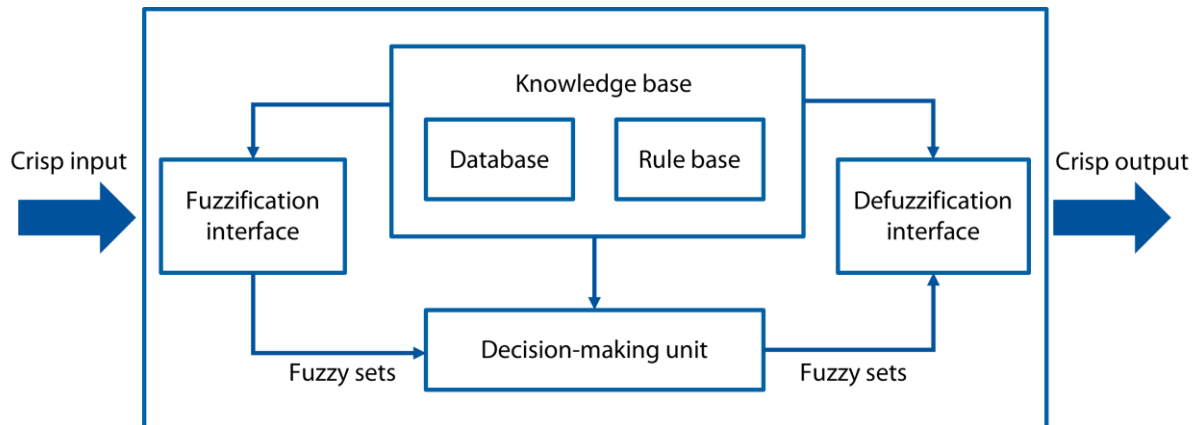 Knowledge base
Database
Rule base
Crisp input
Fuzzification
interface
Defuzzification
interface
Crisp output
Decision-making unit
Fuzzy sets
Fuzzy sets